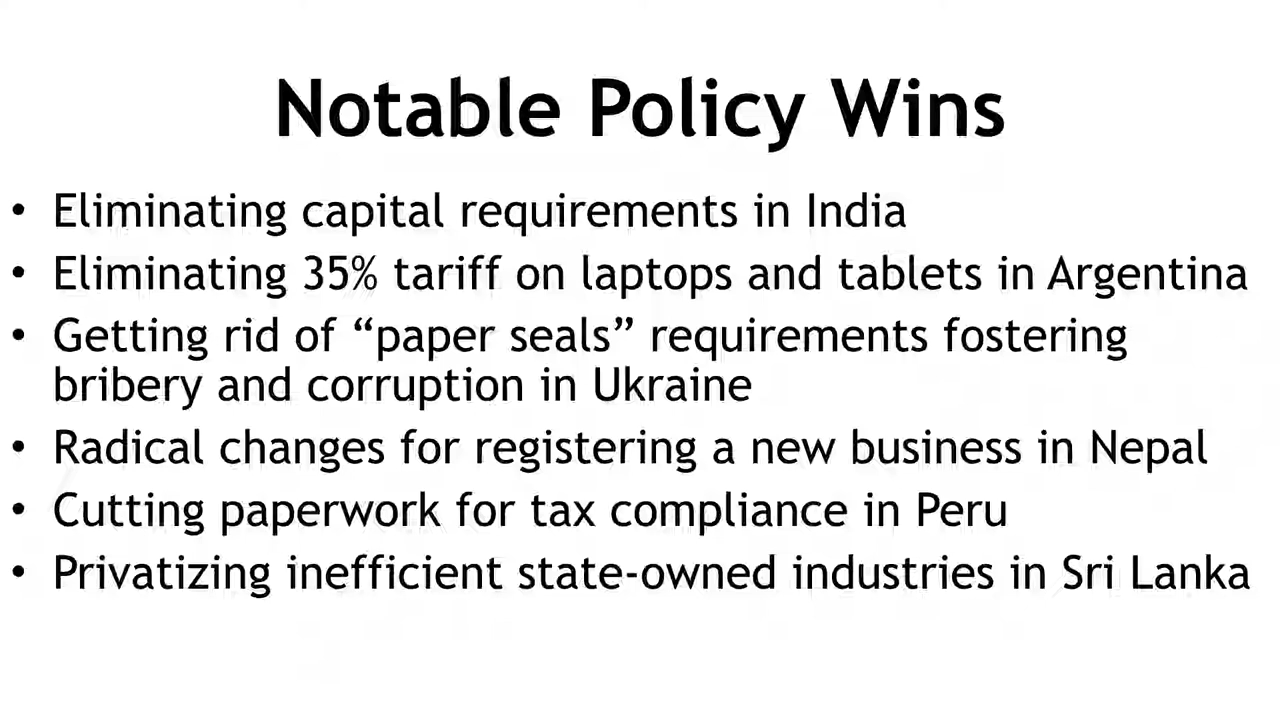 Notable Policy Wins
• Eliminating capital requirements in India
• Eliminating 35% tariff on laptops and tablets in Argentina
• Getting rid of “paper seals” requirements fostering
bribery and corruption in Ukraine
• Radical changes for registering a new business in Nepal
• Cutting paperwork for tax compliance in Peru
• Privatizing inefficient state-owned industries in Sri Lanka